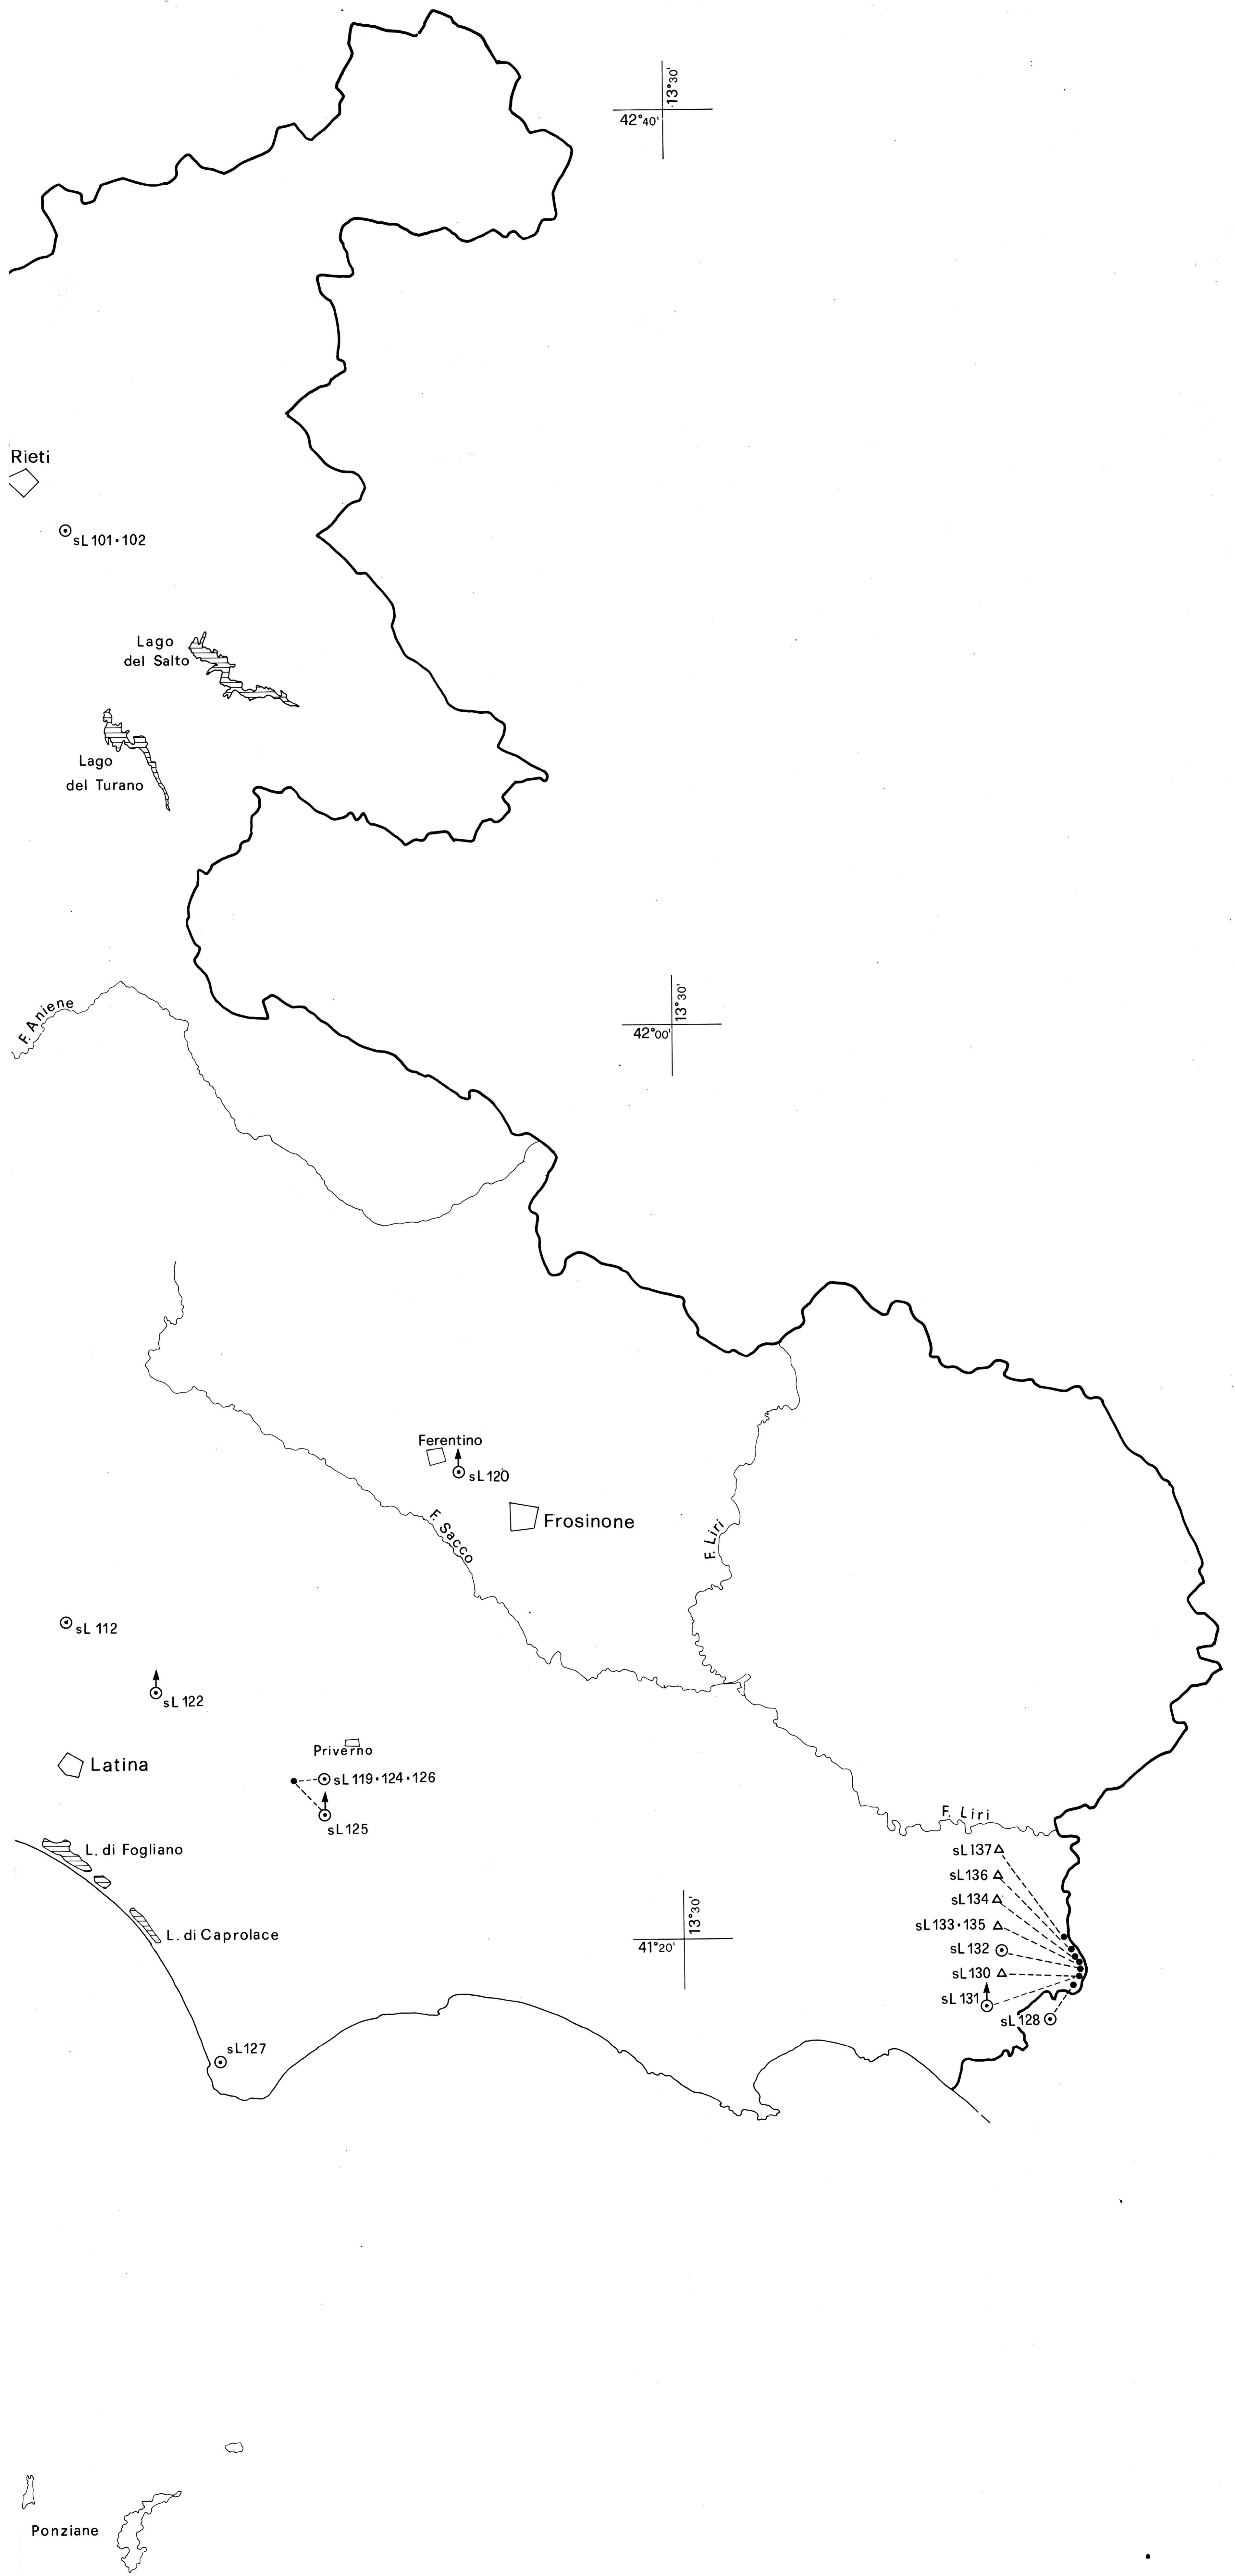 13°30'
42°40'
Rieti
sL 101·102
Lago
del Salto
Lago
del Turano
F. Aniene
13°30'
42°00'
Ferentino
sL 120
Frosinone
F. Sacco
F. Liri
sL 112
sL 122
Priverno
Latina
sL 119·124·126
sL 125
F. Liri
L. di Fogliano
sL 137
sL 136
sL 134
13°30'
sL 133·135
L. di Caprolace
41°20'
sL 132
sL 130
sL 131
sL 128
sL 127
Ponziane